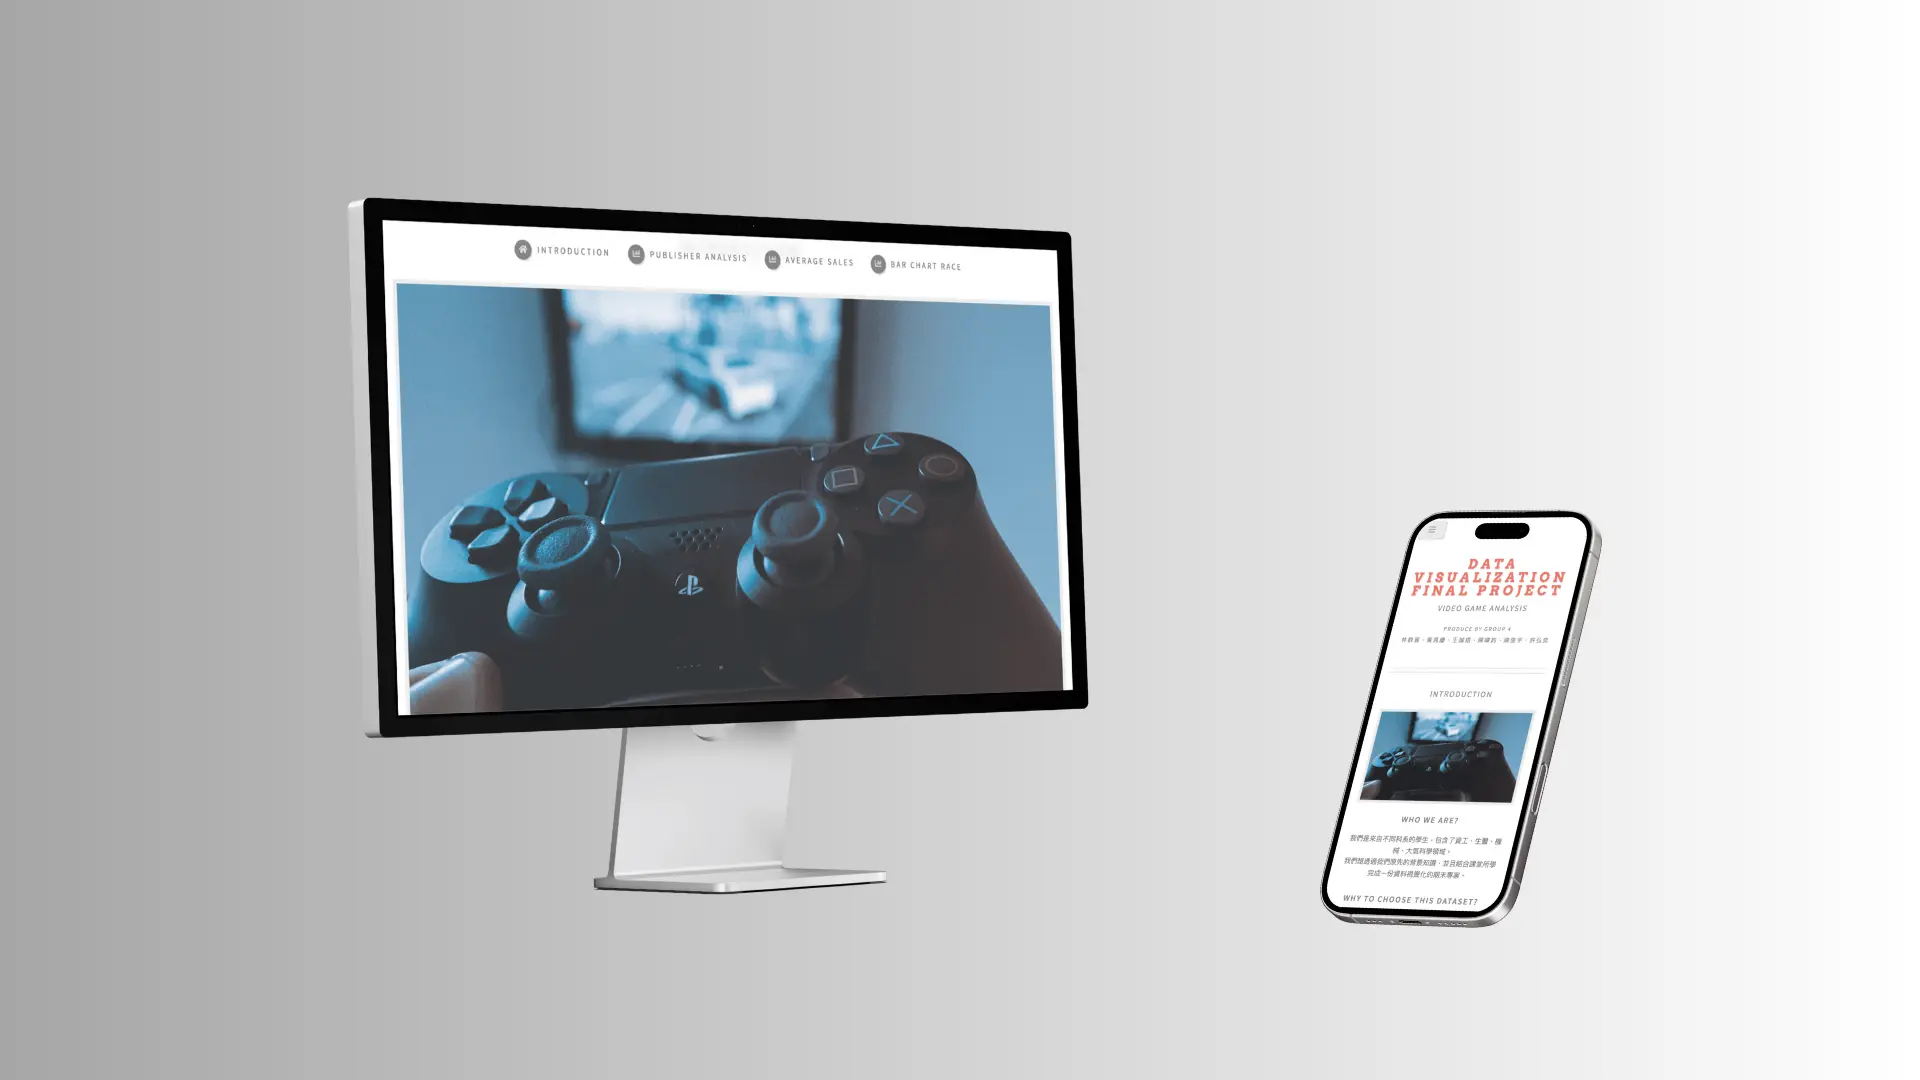 INTRODUCTION
PUBLISHER ANALYSIS
AVERAGE SALES
BAR CHART RACE
DATA
VISUALIZATION
FINAL PROJECT
VIDEO GAME ANALYSIS
PRODUCE BY GROUP 4
INTRODUCTION
WHO WE ARE?
我們是來自不同科系的學生,包含了資工、生醫、機
械、大氣科學領域。
我們想透過我們原先的背景知識,並且結合課堂所學
完成一份資料視覺化的期末專案。
WHY TO CHOOSE THIS DATASET?